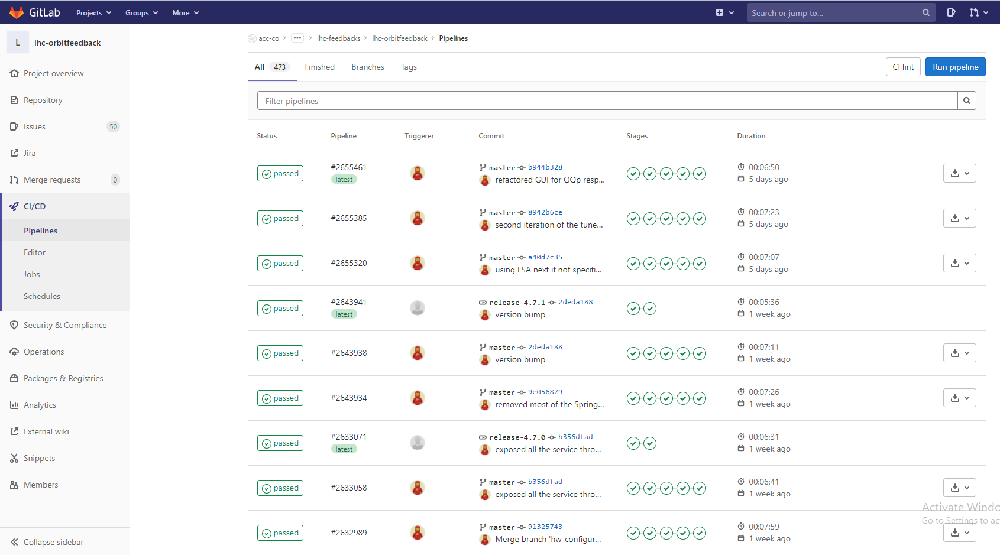 GitLab Projects Groups More Search or jump to...
L lhc-orbitfeedback
Project overview
Repository
Issues 50
Jira
Merge requests 0
CI/CD
Pipelines
Editor
Jobs
Schedules
Security & Compliance
Operations
Packages & Registries
Analytics
External wiki
Snippets
Members
Collapse sidebar
acc-co > ... > lhc-feedbacks > lhc-orbitfeedback > Pipelines
All 473 Finished Branches Tags CI lint Run pipeline
Filter pipelines
Status Pipeline Triggerer Commit Stages Duration
passed #2655461 master b944b328 00:06:50
latest refactored GUI for QQp resp... 5 days ago
passed #2655385 master 8942b6ce 00:07:23
second iteration of the tune... 5 days ago
passed #2655320 master a40d7c35 00:07:07
using LSA next if not specifi... 5 days ago
passed #2643941 release-4.7.1 2deda188 00:05:36
latest version bump 1 week ago
passed #2643938 master 2deda188 00:07:11
version bump 1 week ago
passed #2643934 master 9e056879 00:07:26
removed most of the Spring... 1 week ago
passed #2633071 release-4.7.0 b356dfad 00:06:31
latest exposed all the service thro... 1 week ago
passed #2633058 master b356dfad 00:06:41
exposed all the service thro... 1 week ago
passed #2632989 master 91325743 00:07:59
Merge branch 'hw-configur... 1 week ago
Activate Windo
Go to Settings to ac